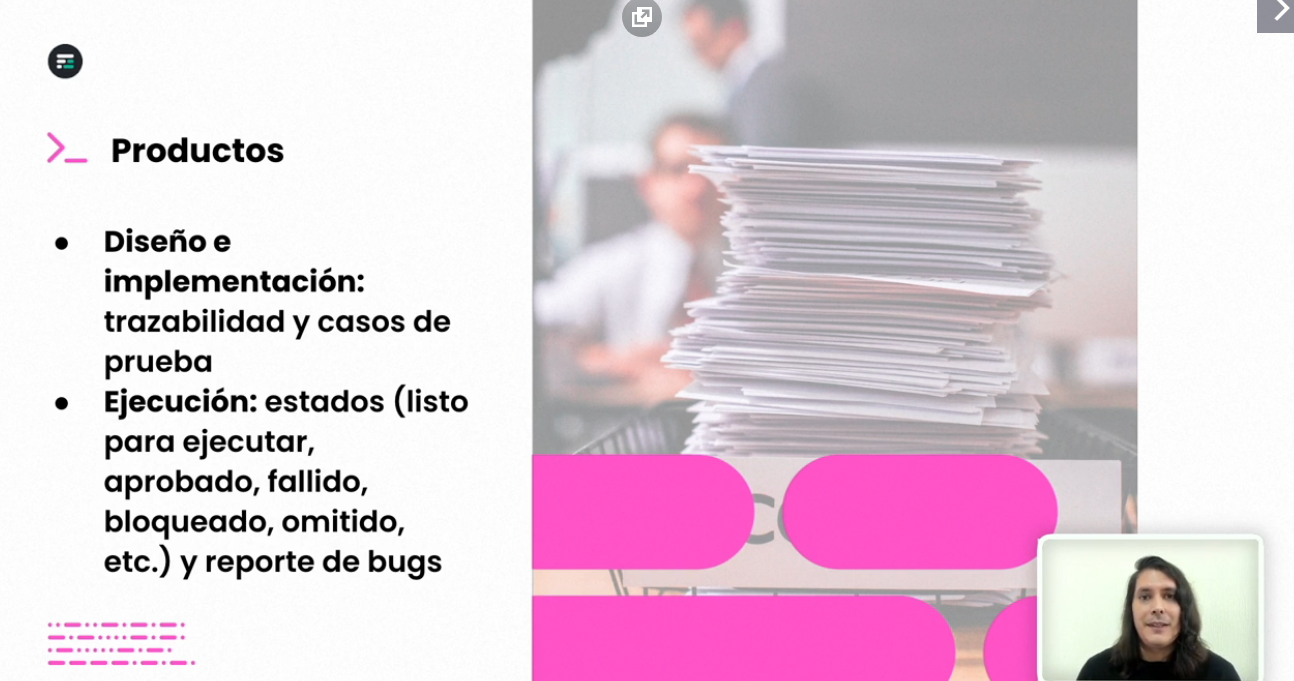 Productos
● Diseño e
implementación:
trazabilidad y casos de
prueba
● Ejecución: estados (listo
para ejecutar,
aprobado, fallido,
bloqueado, omitido,
etc.) y reporte de bugs